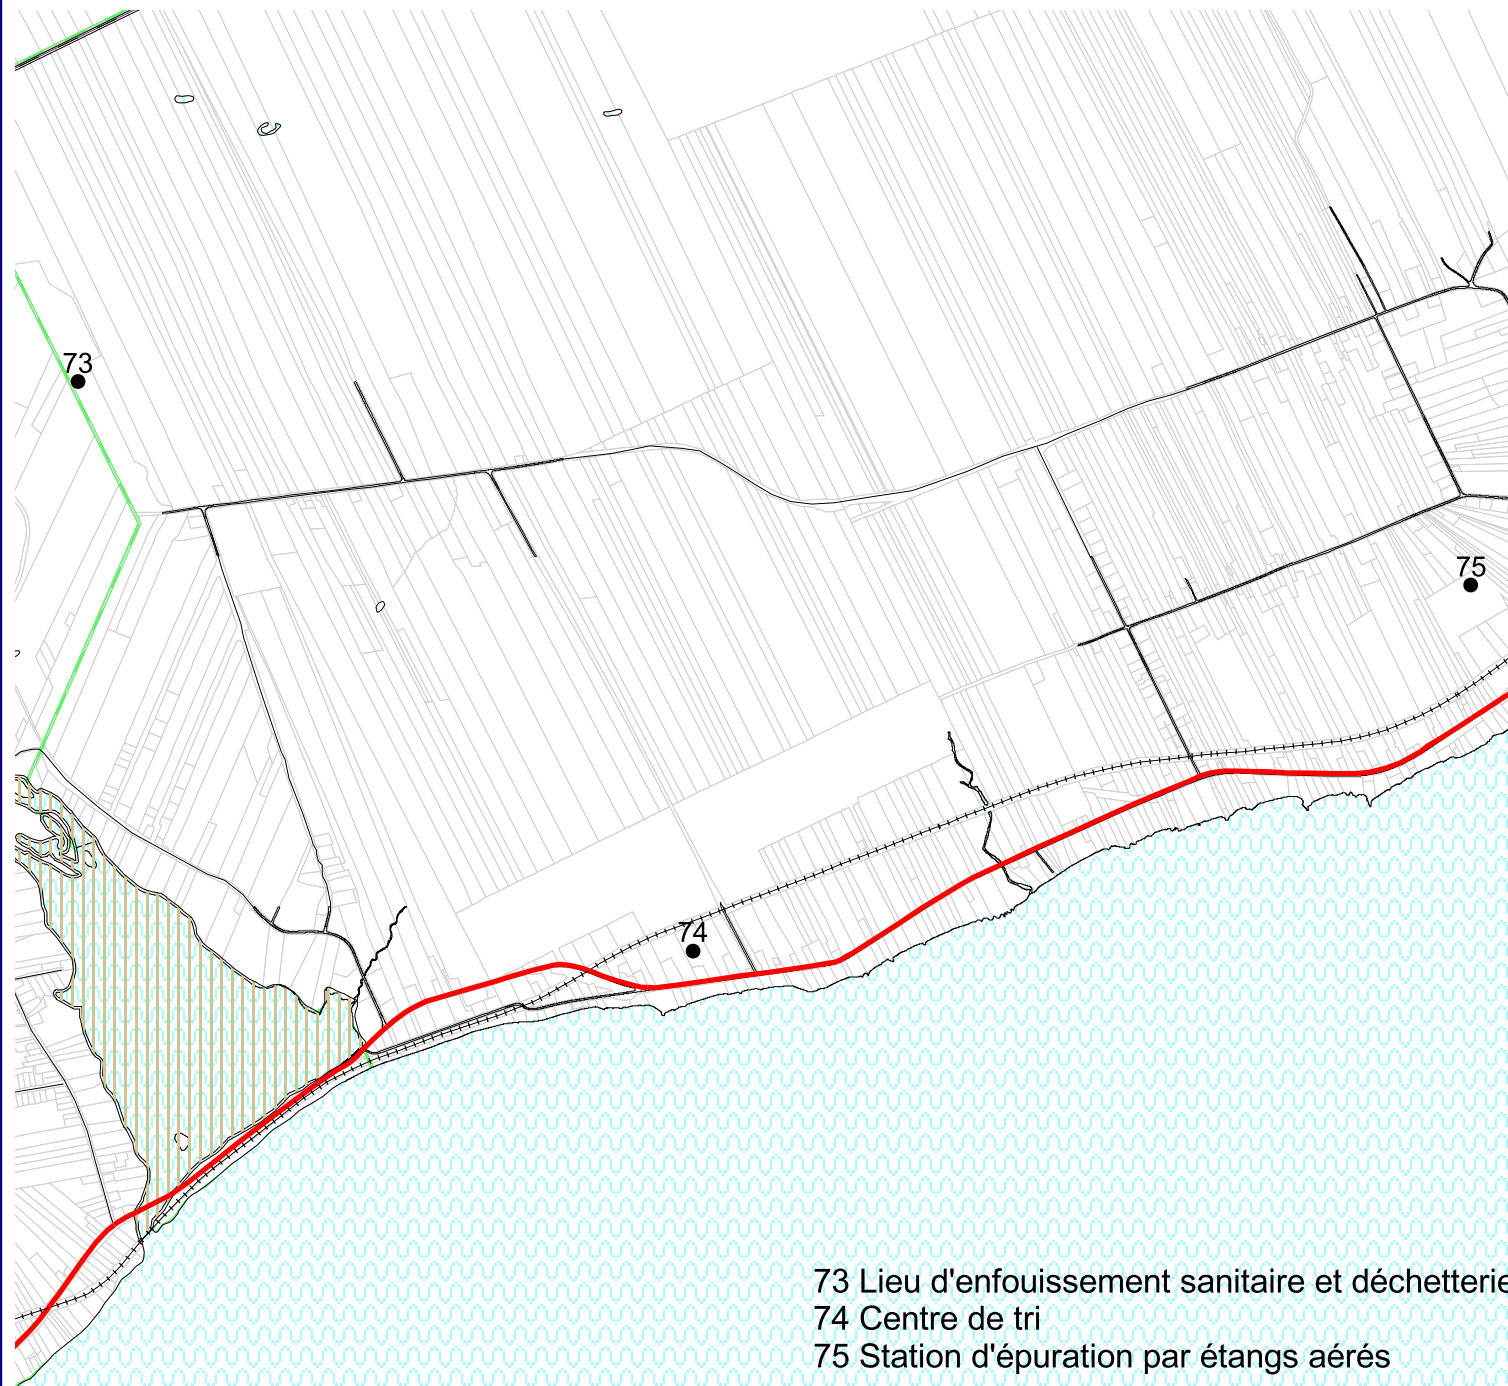 73
75
74
73 Lieu d'enfouissement sanitaire et déchetterie
74 Centre de tri
75 Station d'épuration par étangs aérés